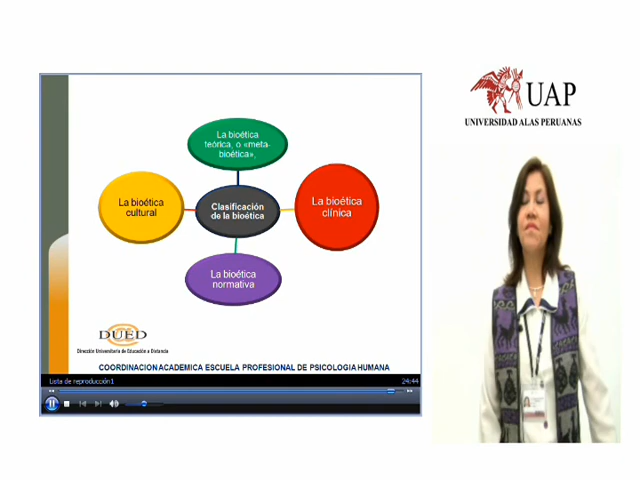 UAP
UNIVERSIDAD ALAS PERUANAS
La bioética
teórica, o «meta-
bioética»,
La bioética
cultural
Clasificación
de la bioética
La bioética
clínica
La bioética
normativa
DUED
Dirección Universitaria de Educación a Distancia
COORDINACION ACADEMICA ESCUELA PROFESIONAL DE PSICOLOGIA HUMANA
Lista de reproducción1
24:44